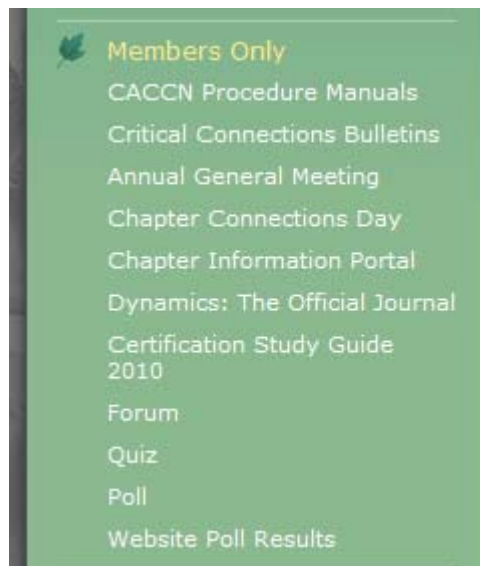 Members Only
CACCN Procedure Manuals
Critical Connections Bulletins
Annual General Meeting
Chapter Connections Day
Chapter Information Portal
Dynamics: The Official Journal
Certification Study Guide
2010
Forum
Quiz
Poll
Website Poll Results